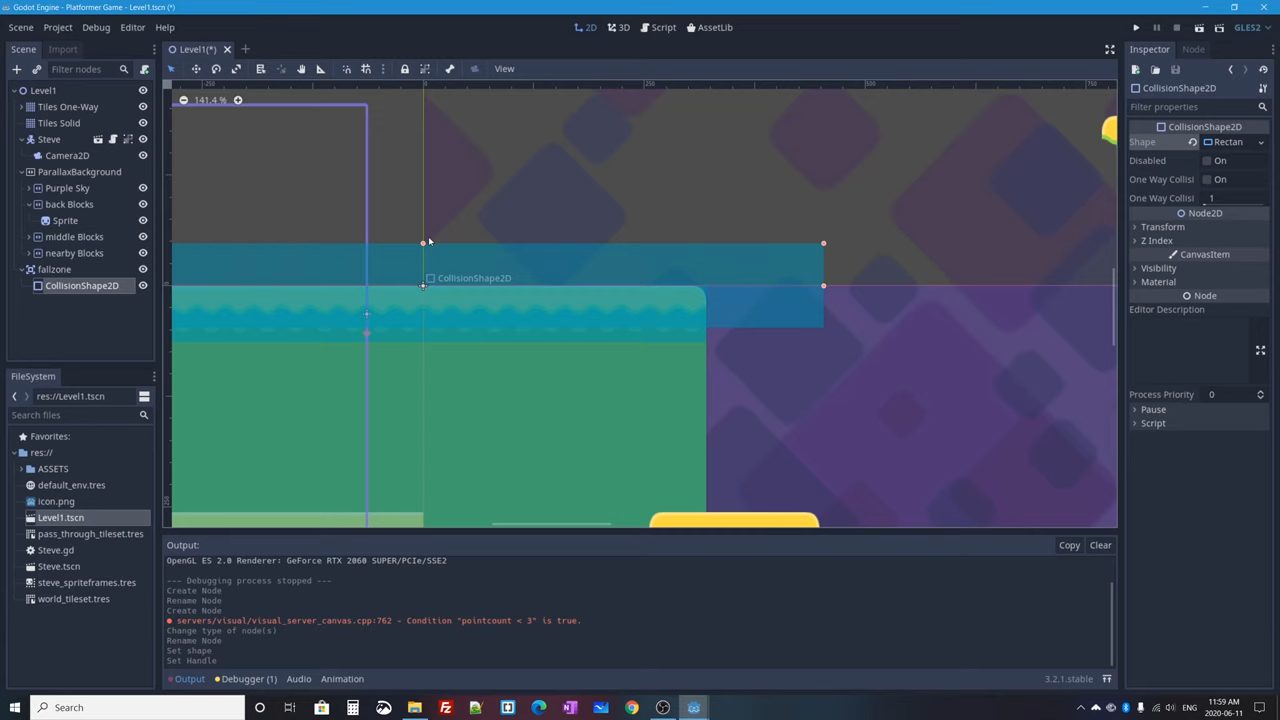 Godot Engine - Platformer Game - Level1.tscn (*)
Scene Project Debug Editor Help
2D 3D Script AssetLib
GLES2
Scene Import
Filter nodes
Level1
Tiles One-Way
Tiles Solid
Steve
Camera2D
ParallaxBackground
Purple Sky
back Blocks
Sprite
middle Blocks
nearby Blocks
fallzone
CollisionShape2D
FileSystem
res://Level1.tscn
Search files
Favorites:
res://
ASSETS
default_env.tres
icon.png
Level1.tscn
pass_through_tileset.tres
Steve.gd
Steve.tscn
steve_spriteframes.tres
world_tileset.tres
Level1(*)
View
-250 0 250 500 750
141.4 %
CollisionShape2D
Output:
Copy Clear
OpenGL ES 2.0 Renderer: GeForce RTX 2060 SUPER/PCIe/SSE2
--- Debugging process stopped ---
Create Node
Rename Node
Create Node
servers/visual/visual_server_canvas.cpp:762 - Condition "pointcount < 3" is true.
Change type of node(s)
Rename Node
Set shape
Set Handle
Output Debugger (1) Audio Animation
3.2.1.stable
Inspector Node
CollisionShape2D
Filter properties
CollisionShape2D
Shape Rectan
Disabled On
One Way Collisi On
One Way Collisi 1
Node2D
Transform
Z Index
CanvasItem
Visibility
Material
Node
Editor Description
Process Priority 0
Pause
Script
Search
11:59 AM
2020-06-11